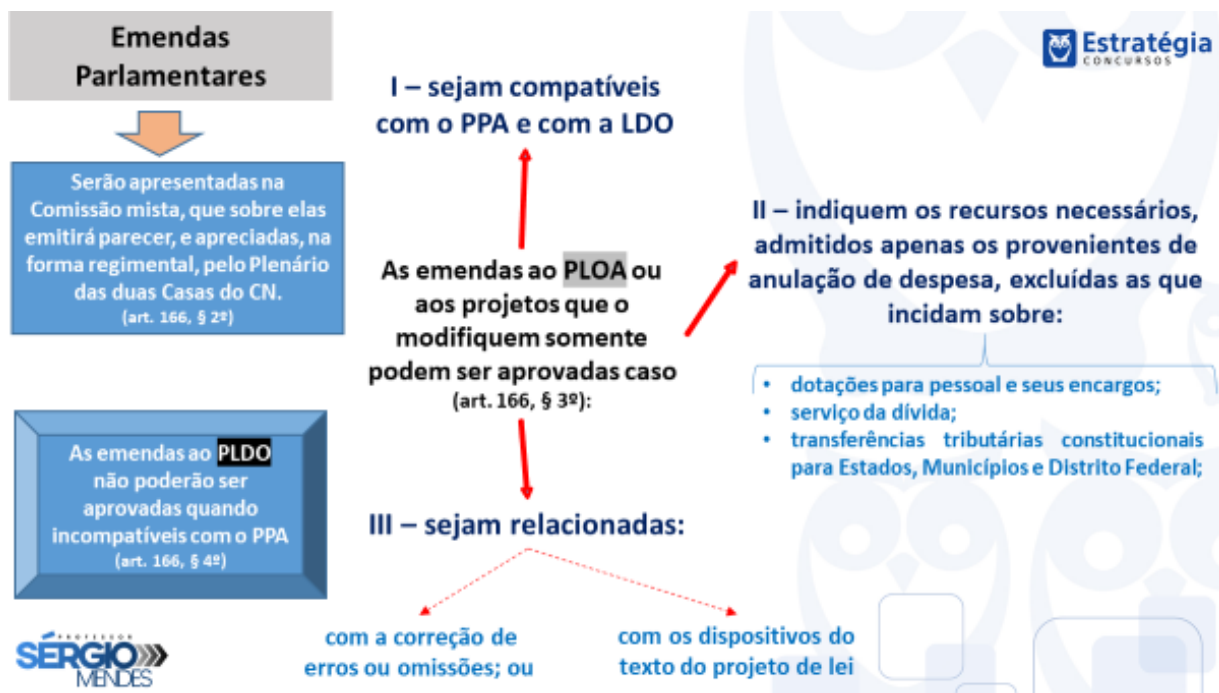 Emendas
Parlamentares
Estratégia
CONCURSOS
I – sejam compatíveis
com o PPA e com a LDO
Serão apresentadas na
Comissão mista, que sobre elas
emitirá parecer, e apreciadas, na
forma regimental, pelo Plenário
das duas Casas do CN.
(art. 166, § 2º)
As emendas ao PLOA ou
aos projetos que o
modifiquem somente
podem ser aprovadas caso
(art. 166, § 3º):
II – indiquem os recursos necessários,
admitidos apenas os provenientes de
anulação de despesa, excluídas as que
incidam sobre:
• dotações para pessoal e seus encargos;
• serviço da dívida;
• transferências tributárias constitucionais
para Estados, Municípios e Distrito Federal;
As emendas ao PLDO
não poderão ser
aprovadas quando
incompatíveis com o PPA
(art. 166, § 4º)
III – sejam relacionadas:
com a correção de
erros ou omissões; ou
com os dispositivos do
texto do projeto de lei
PROFESSOR
SÉRGIO
MENDES